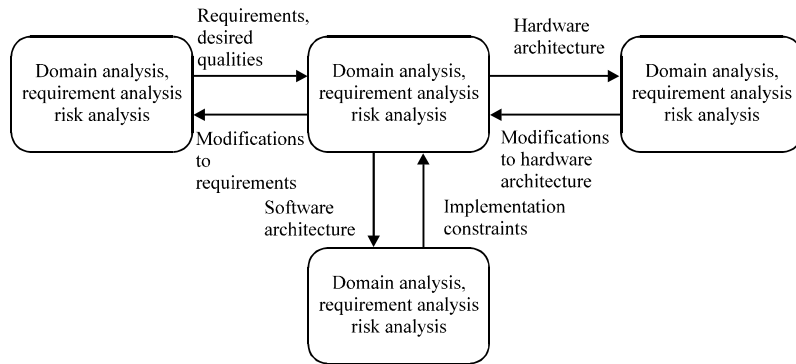 Requirements,
desired
qualities
Hardware
architecture
Domain analysis,
requirement analysis
risk analysis
Domain analysis,
requirement analysis
risk analysis
Domain analysis,
requirement analysis
risk analysis
Modifications
to
requirements
Modifications
to hardware
architecture
Software
architecture
Implementation
constraints
Domain analysis,
requirement analysis
risk analysis